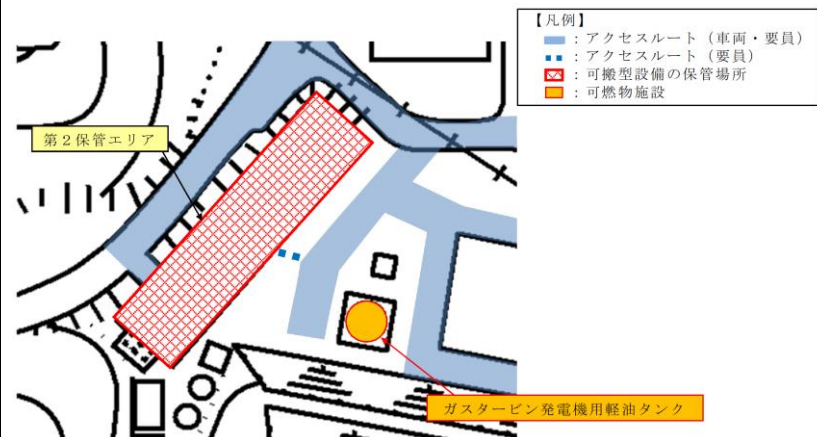 【凡例】
：アクセスルート（車両・要員）
：アクセスルート（要員）
：可搬型設備の保管場所
：可燃物施設
第２保管エリア
ガスタービン発電機用軽油タンク